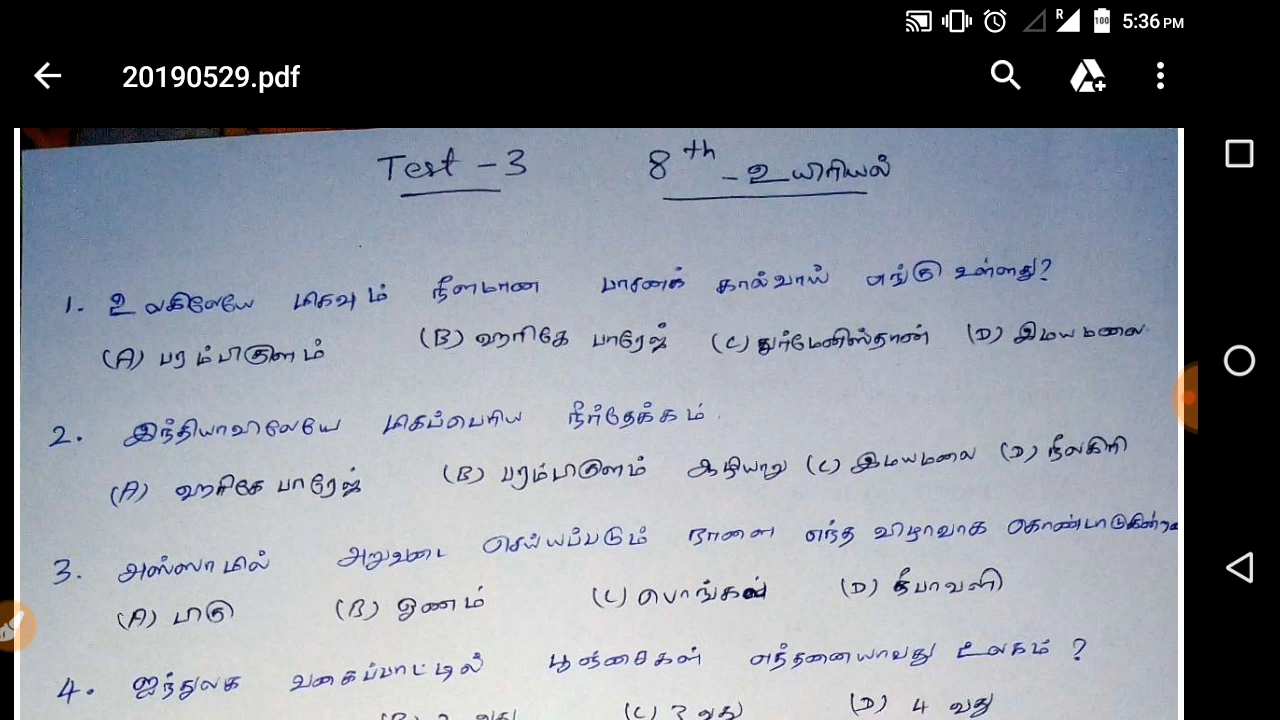 5:36 PM
R
100
20190529.pdf
Test - 3 8th - உயிரியல்
1. உலகிலேயே மிகவும் நீளமான பாசனக் கால்வாய் எங்கு உள்ளது?
(A) பரம்பிகுளம் (B) ஹரிகே பாரேஜ் (C) துர்மேனிஸ்தான் (D) இமயமலை
2. இந்தியாவிலேயே மிகப்பெரிய நீர்தேக்கம்.
(A) ஹரிகே பாரேஜ் (B) பரம்பிகுளம் ஆழியாறு (C) இமயமலை (D) நீலகிரி
3. அஸ்ஸாமில் அறுவடை செய்யப்படும் நாளை எந்த விழாவாக
(A) பிகு (B) ஓணம் (C) பொங்கல் (D) தீபாவளி
4. ஐந்துலக வகைப்பாட்டில் பூஞ்சைகள் எத்தனையாவது உலகம்?
(C) 3 வது (D) 4 வது